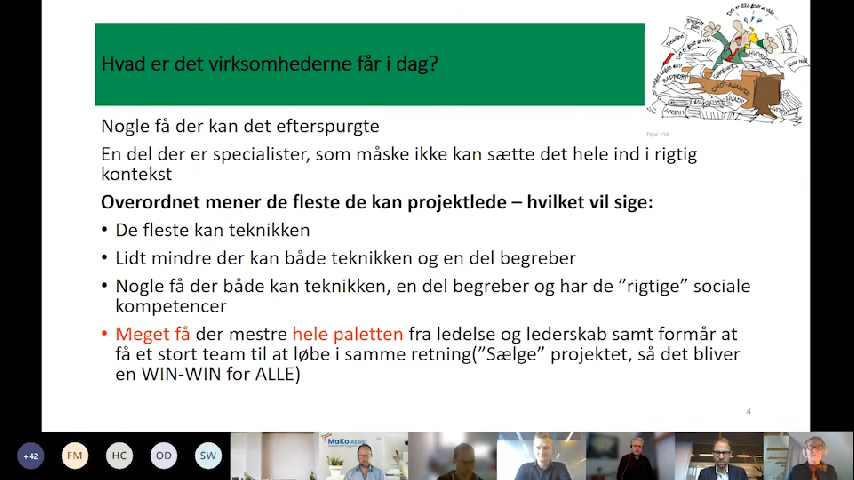 Hvad er det virksomhederne får i dag?
Nogle få der kan det efterspurgte
En del der er specialister, som måske ikke kan sætte det hele ind i rigtig
kontekst
Overordnet mener de fleste de kan projektlede – hvilket vil sige:
• De fleste kan teknikken
• Lidt mindre der kan både teknikken og en del begreber
• Nogle få der både kan teknikken, en del begreber og har de ”rigtige” sociale
kompetencer
• Meget få der mestre hele paletten fra ledelse og lederskab samt formår at
få et stort team til at løbe i samme retning(”Sælge” projektet, så det bliver
en WIN-WIN for ALLE)
4
+42
FM
HC
OD
SW